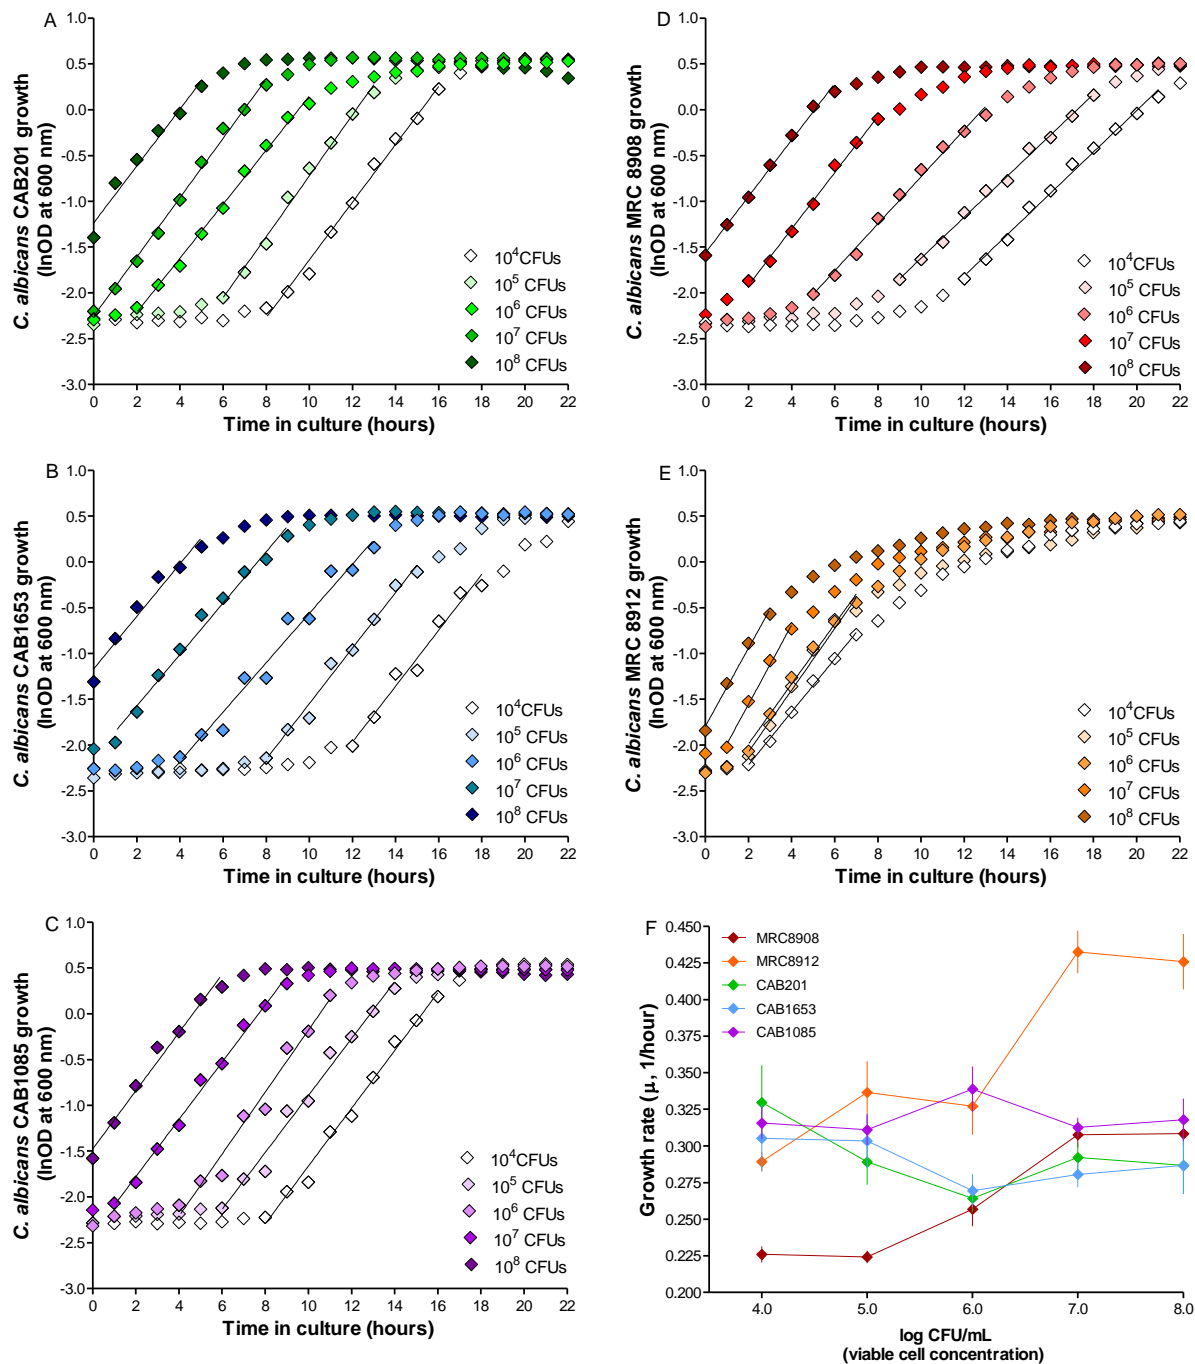 A
C. albicans CAB201 growth
(lnOD at 600 nm)
1.0
0.5
0.0
-0.5
-1.0
-1.5
-2.0
-2.5
-3.0
10⁴CFUs
10⁵ CFUs
10⁶ CFUs
10⁷ CFUs
10⁸ CFUs
0 2 4 6 8 10 12 14 16 18 20 22
Time in culture (hours)
D
C. albicans MRC 8908 growth
(lnOD at 600 nm)
1.0
0.5
0.0
-0.5
-1.0
-1.5
-2.0
-2.5
-3.0
10⁴CFUs
10⁵ CFUs
10⁶ CFUs
10⁷ CFUs
10⁸ CFUs
0 2 4 6 8 10 12 14 16 18 20 22
Time in culture (hours)
B
C. albicans CAB1653 growth
(lnOD at 600 nm)
1.0
0.5
0.0
-0.5
-1.0
-1.5
-2.0
-2.5
-3.0
10⁴CFUs
10⁵ CFUs
10⁶ CFUs
10⁷ CFUs
10⁸ CFUs
0 2 4 6 8 10 12 14 16 18 20 22
Time in culture (hours)
E
C. albicans MRC 8912 growth
(lnOD at 600 nm)
1.0
0.5
0.0
-0.5
-1.0
-1.5
-2.0
-2.5
-3.0
10⁴CFUs
10⁵ CFUs
10⁶ CFUs
10⁷ CFUs
10⁸ CFUs
0 2 4 6 8 10 12 14 16 18 20 22
Time in culture (hours)
C
C. albicans CAB1085 growth
(lnOD at 600 nm)
1.0
0.5
0.0
-0.5
-1.0
-1.5
-2.0
-2.5
-3.0
10⁴CFUs
10⁵ CFUs
10⁶ CFUs
10⁷ CFUs
10⁸ CFUs
0 2 4 6 8 10 12 14 16 18 20 22
Time in culture (hours)
F
Growth rate (μ, 1/hour)
0.450
0.425
0.400
0.375
0.350
0.325
0.300
0.275
0.250
0.225
0.200
MRC8908
MRC8912
CAB201
CAB1653
CAB1085
4.0 5.0 6.0 7.0 8.0
log CFU/mL
(viable cell concentration)